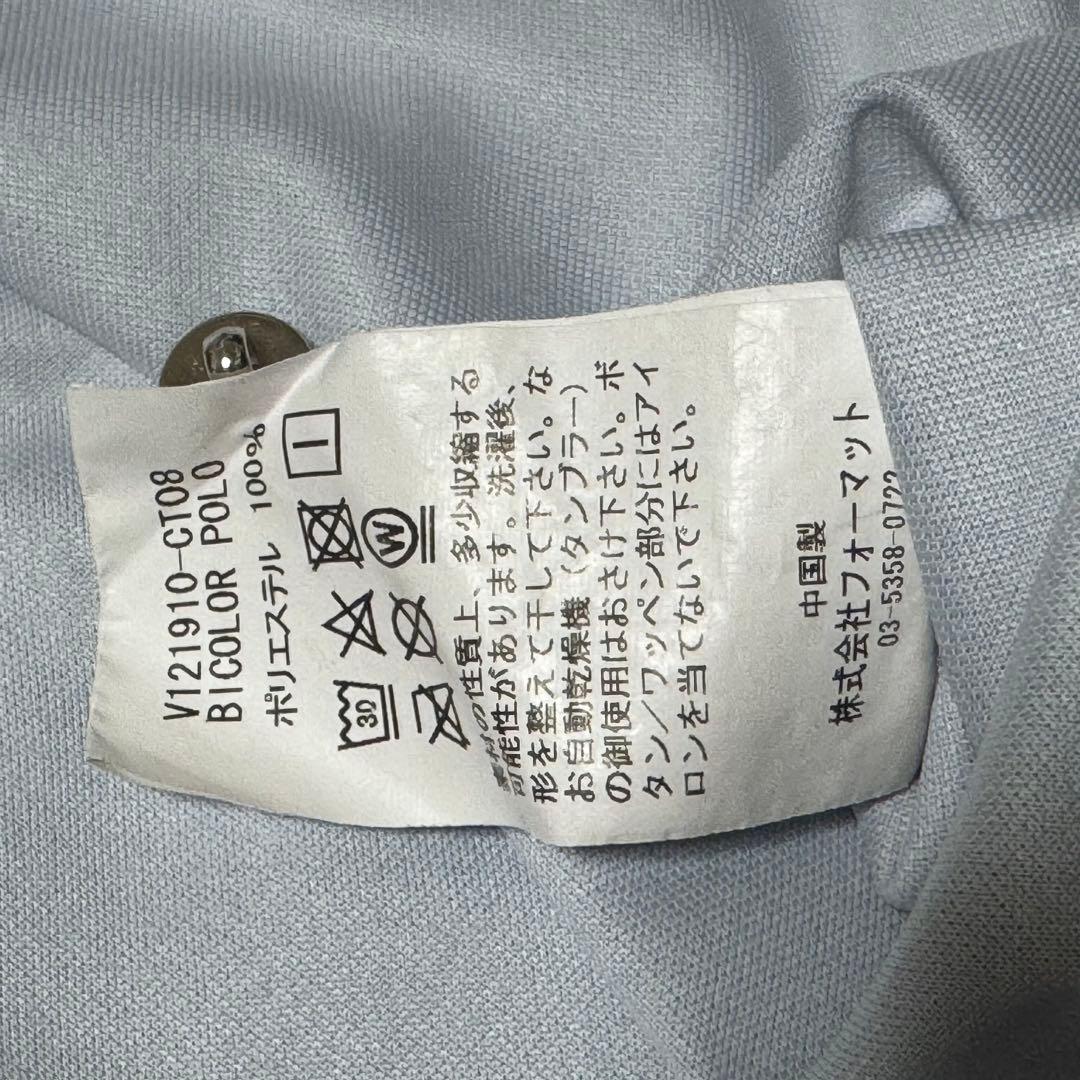 V121910-CT08
BICOLOR POLO
ポリエステル 100%
30
W
素材の性質上、多少収縮する
可能性があります。洗濯後、
形を整えて干して下さい。な
お自動乾燥機（タンブラー）
の御使用はおさけ下さい。ボ
タン/ワッペン部分にはアイ
ロンを当てないで下さい。
中国製
株式会社フォーマット
03-5358-0722